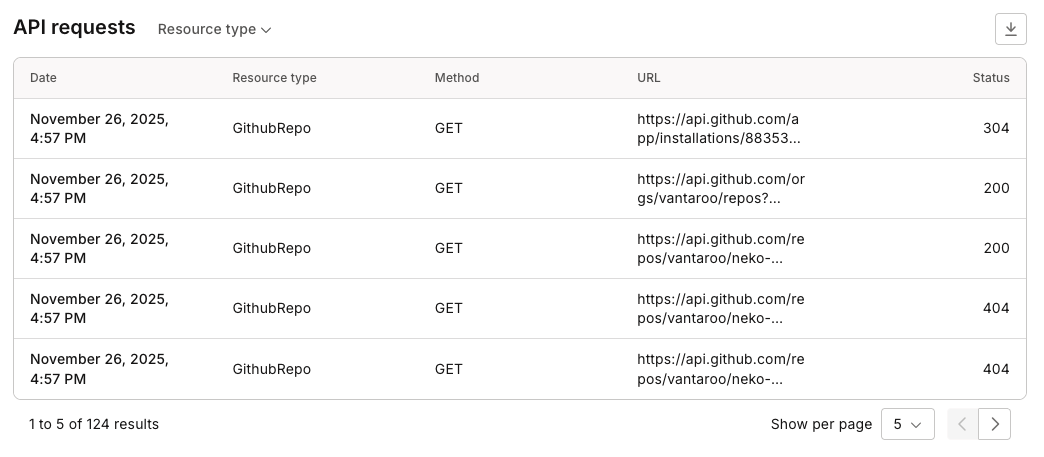 API requests Resource type
Date Resource type Method URL Status
November 26, 2025,
4:57 PM
GithubRepo
GET
https://api.github.com/a
pp/installations/88353...
304
November 26, 2025,
4:57 PM
GithubRepo
GET
https://api.github.com/or
gs/vantaroo/repos?...
200
November 26, 2025,
4:57 PM
GithubRepo
GET
https://api.github.com/re
pos/vantaroo/neko-...
200
November 26, 2025,
4:57 PM
GithubRepo
GET
https://api.github.com/re
pos/vantaroo/neko-...
404
November 26, 2025,
4:57 PM
GithubRepo
GET
https://api.github.com/re
pos/vantaroo/neko-...
404
1 to 5 of 124 results Show per page 5